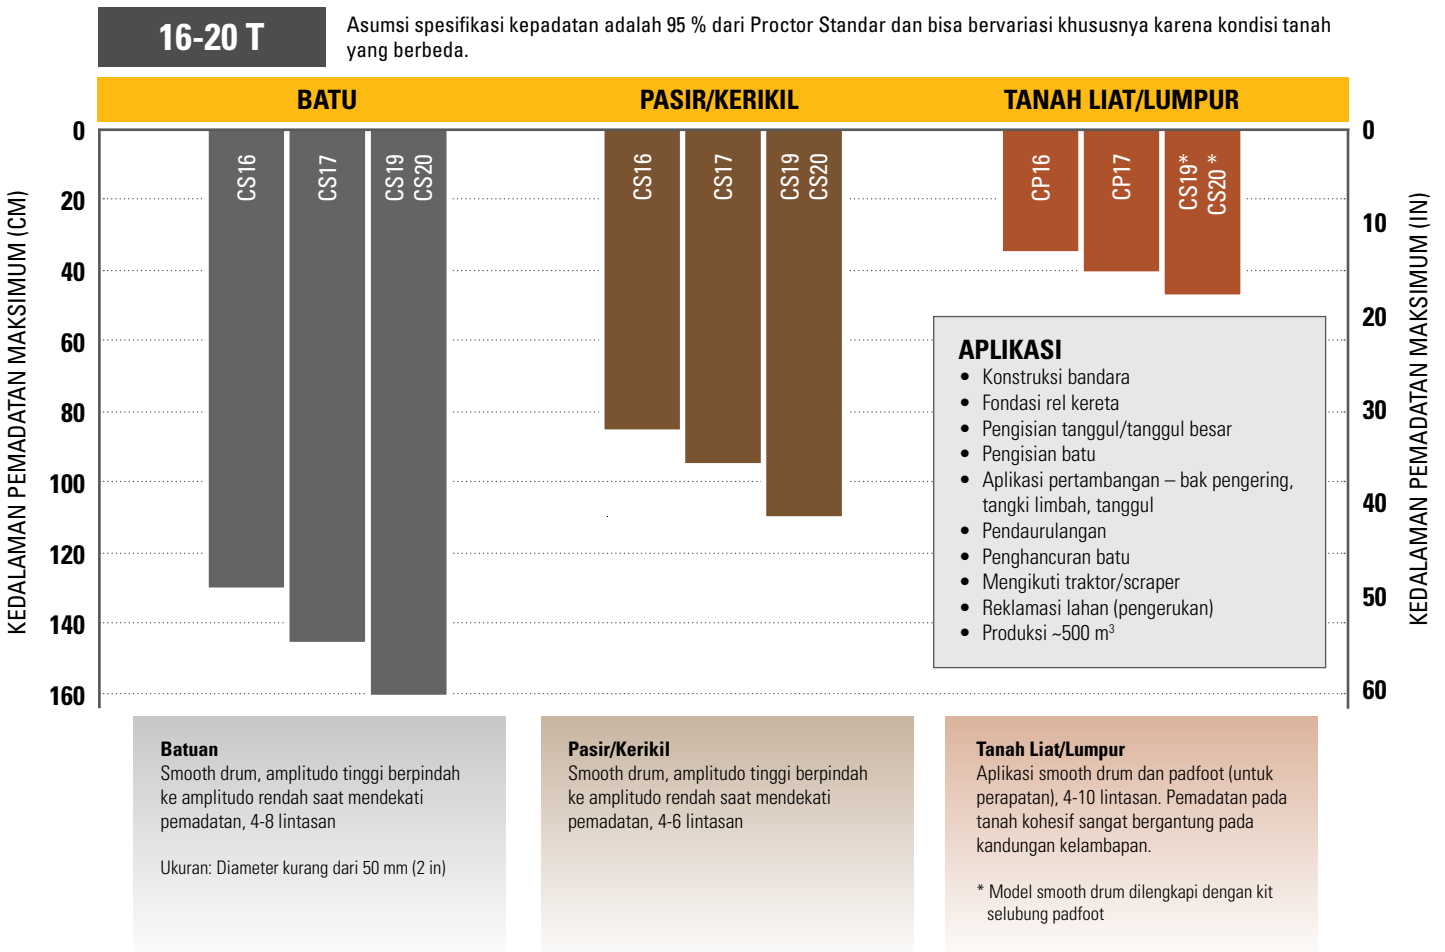 16-20 T
Asumsi spesifikasi kepadatan adalah 95 % dari Proctor Standar dan bisa bervariasi khususnya karena kondisi tanah
yang berbeda.
BATU
PASIR/KERIKIL
TANAH LIAT/LUMPUR
KEDALAMAN PEMADATAN MAKSIMUM (CM)
0
20
40
60
80
100
120
140
160
CS16
CS17
CS19
CS20
CS16
CS17
CS19
CS20
CP16
CP17
CS19*
CS20 *
0
10
20
30
40
50
60
KEDALAMAN PEMADATAN MAKSIMUM (IN)
APLIKASI
• Konstruksi bandara
• Fondasi rel kereta
• Pengisian tanggul/tanggul besar
• Pengisian batu
• Aplikasi pertambangan – bak pengering,
tangki limbah, tanggul
• Pendaurulangan
• Penghancuran batu
• Mengikuti traktor/scraper
• Reklamasi lahan (pengerukan)
• Produksi ~500 m³
Batuan
Smooth drum, amplitudo tinggi berpindah
ke amplitudo rendah saat mendekati
pemadatan, 4-8 lintasan
Ukuran: Diameter kurang dari 50 mm (2 in)
Pasir/Kerikil
Smooth drum, amplitudo tinggi berpindah
ke amplitudo rendah saat mendekati
pemadatan, 4-6 lintasan
Tanah Liat/Lumpur
Aplikasi smooth drum dan padfoot (untuk
perapatan), 4-10 lintasan. Pemadatan pada
tanah kohesif sangat bergantung pada
kandungan kelambapan.
* Model smooth drum dilengkapi dengan kit
selubung padfoot